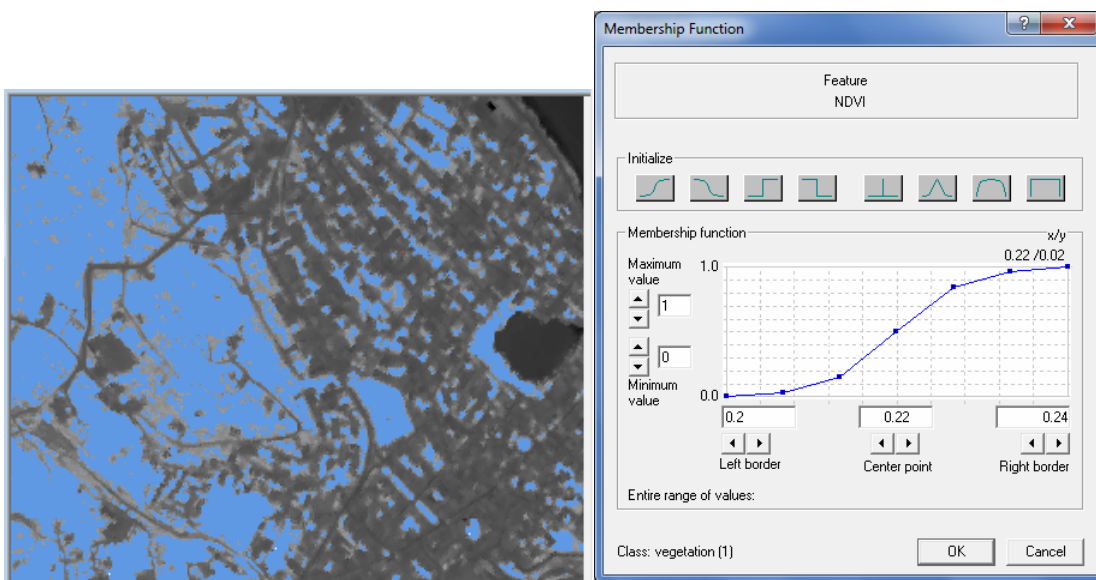 Membership Function
?
X
Feature
NDVI
Initialize
Membership function
x/y
Maximum value
1.0
0.22 /0.02
1
0
Minimum value
0.0
0.2
0.22
0.24
Left border
Center point
Right border
Entire range of values:
Class: vegetation (1)
OK
Cancel